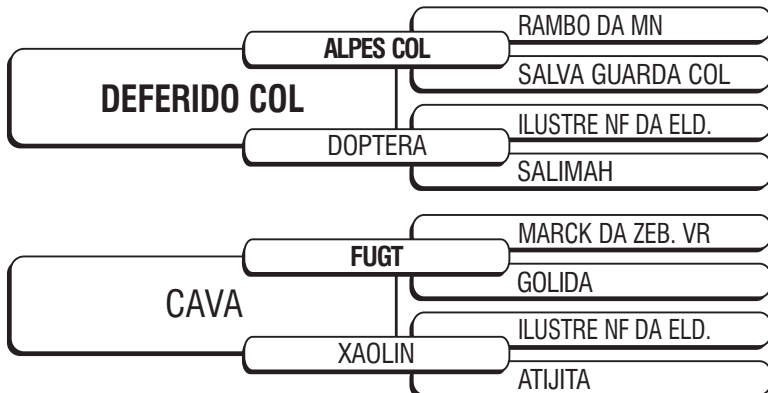 RAMBO DA MN
ALPES COL
SALVA GUARDA COL
DEFERIDO COL
ILUSTRE NF DA ELD.
DOPTERA
SALIMAH
MARCK DA ZEB. VR
FUGT
GOLIDA
CAVA
ILUSTRE NF DA ELD.
XAOLIN
ATIJITA